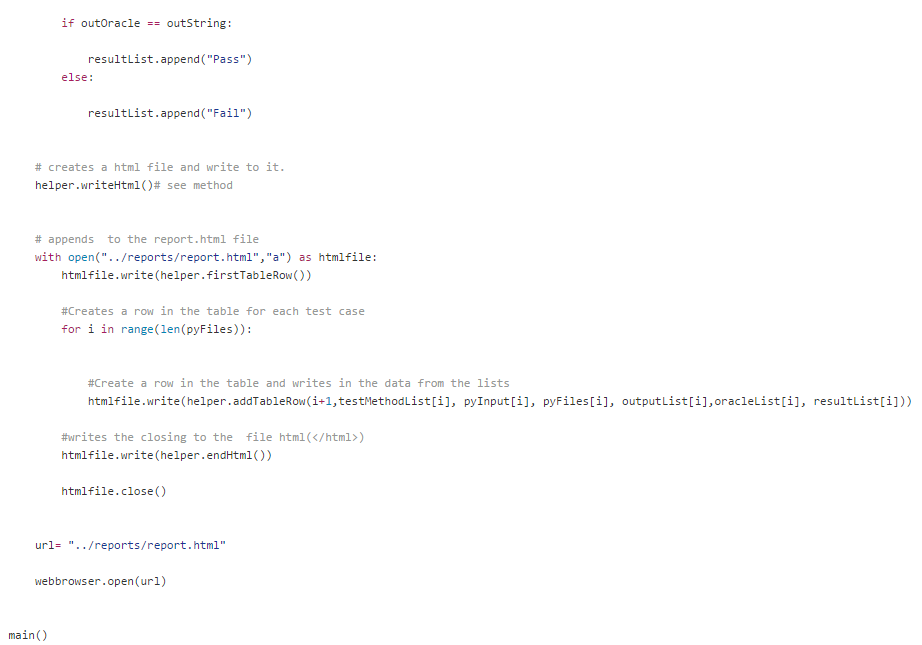 if outOracle == outString:
resultList.append("Pass")
else:
resultList.append("Fail")
# creates a html file and write to it.
helper.writeHtml()# see method
# appends  to the report.html file
with open("../reports/report.html","a") as htmlfile:
htmlfile.write(helper.firstTableRow())
#Creates a row in the table for each test case
for i in range(len(pyFiles)):
#Create a row in the table and writes in the data from the lists
htmlfile.write(helper.addTableRow(i+1,testMethodList[i], pyInput[i], pyFiles[i], outputList[i],oracleList[i], resultList[i]))
#writes the closing to the  file html(</html>)
htmlfile.write(helper.endHtml())
htmlfile.close()
url= "../reports/report.html"
webbrowser.open(url)
main()